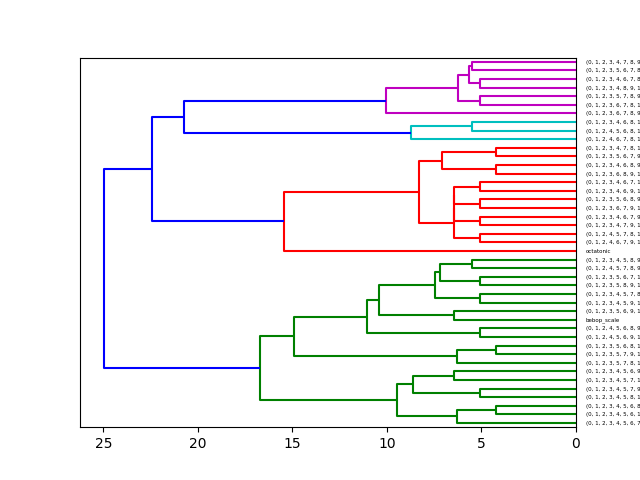 (0, 1, 2, 3, 4, 7, 8, 9
(0, 1, 2, 3, 5, 6, 7, 8
(0, 1, 2, 3, 4, 6, 7, 8
(0, 1, 2, 3, 4, 8, 9, 1
(0, 1, 2, 3, 5, 7, 8, 9
(0, 1, 2, 3, 6, 7, 8, 1
(0, 1, 2, 3, 6, 7, 8, 9
(0, 1, 2, 3, 4, 6, 8, 1
(0, 1, 2, 4, 5, 6, 8, 1
(0, 1, 2, 4, 6, 7, 8, 1
(0, 1, 2, 3, 4, 7, 8, 1
(0, 1, 2, 3, 5, 6, 7, 9
(0, 1, 2, 3, 4, 6, 8, 9
(0, 1, 2, 3, 6, 8, 9, 1
(0, 1, 2, 3, 4, 6, 7, 1
(0, 1, 2, 3, 4, 6, 9, 1
(0, 1, 2, 3, 5, 6, 8, 9
(0, 1, 2, 3, 6, 7, 9, 1
(0, 1, 2, 3, 4, 6, 7, 9
(0, 1, 2, 3, 4, 7, 9, 1
(0, 1, 2, 4, 5, 7, 8, 1
(0, 1, 2, 4, 6, 7, 9, 1
octatonic
(0, 1, 2, 3, 4, 5, 8, 9
(0, 1, 2, 4, 5, 7, 8, 9
(0, 1, 2, 3, 5, 6, 7, 1
(0, 1, 2, 3, 5, 8, 9, 1
(0, 1, 2, 3, 4, 5, 7, 8
(0, 1, 2, 3, 4, 5, 9, 1
(0, 1, 2, 3, 5, 6, 9, 1
bebop_scale
(0, 1, 2, 4, 5, 6, 8, 9
(0, 1, 2, 4, 5, 6, 9, 1
(0, 1, 2, 3, 5, 6, 8, 1
(0, 1, 2, 3, 5, 7, 9, 1
(0, 1, 2, 3, 5, 7, 8, 1
(0, 1, 2, 3, 4, 5, 6, 9
(0, 1, 2, 3, 4, 5, 7, 1
(0, 1, 2, 3, 4, 5, 7, 9
(0, 1, 2, 3, 4, 5, 8, 1
(0, 1, 2, 3, 4, 5, 6, 8
(0, 1, 2, 3, 4, 5, 6, 1
(0, 1, 2, 3, 4, 5, 6, 7
25 20 15 10 5 0